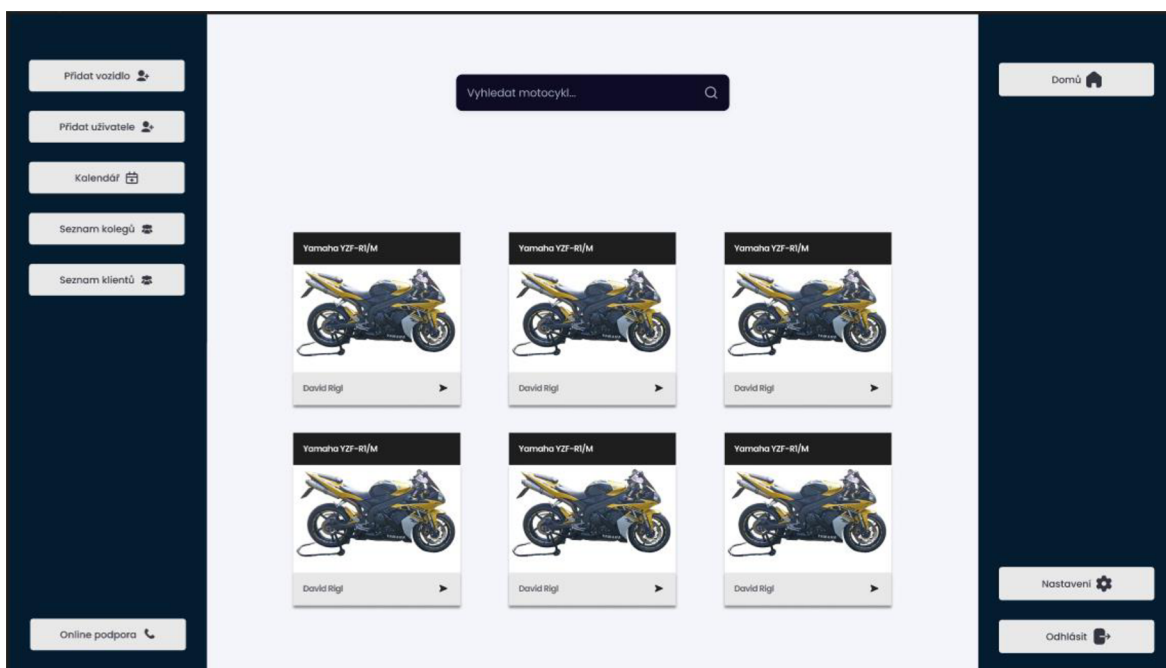 Přidat vozidlo
Přidat uživatele
Kalendář
Seznam kolegů
Seznam klientů
Online podpora
Vyhledat motocykl...
Yamaha YZF-R1/M
David Rigl
Yamaha YZF-R1/M
David Rigl
Yamaha YZF-R1/M
David Rigl
Yamaha YZF-R1/M
David Rigl
Yamaha YZF-R1/M
David Rigl
Yamaha YZF-R1/M
David Rigl
Domů
Nastavení
Odhlásit